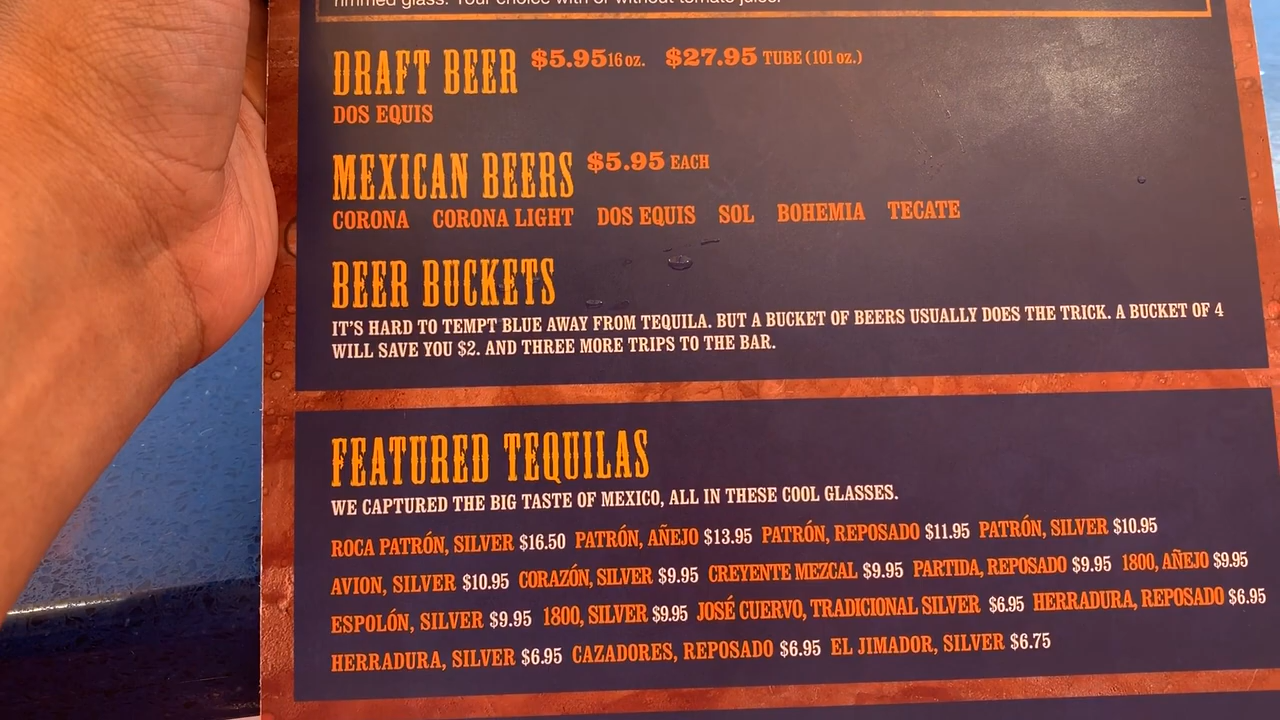 rimmed glass. Your choice with or without tomato juice.
DRAFT BEER $5.95 16 oz. $27.95 TUBE (101 oz.)
DOS EQUIS
MEXICAN BEERS $5.95 EACH
CORONA CORONA LIGHT DOS EQUIS SOL BOHEMIA TECATE
BEER BUCKETS
IT'S HARD TO TEMPT BLUE AWAY FROM TEQUILA. BUT A BUCKET OF BEERS USUALLY DOES THE TRICK. A BUCKET OF 4
WILL SAVE YOU $2. AND THREE MORE TRIPS TO THE BAR.
FEATURED TEQUILAS
WE CAPTURED THE BIG TASTE OF MEXICO, ALL IN THESE COOL GLASSES.
ROCA PATRÓN, SILVER $16.50 PATRÓN, AÑEJO $13.95 PATRÓN, REPOSADO $11.95 PATRÓN, SILVER $10.95
AVION, SILVER $10.95 CORAZÓN, SILVER $9.95 CREYENTE MEZCAL $9.95 PARTIDA, REPOSADO $9.95 1800, AÑEJO $9.95
ESPOLÓN, SILVER $9.95 1800, SILVER $9.95 JOSÉ CUERVO, TRADICIONAL SILVER $6.95 HERRADURA, REPOSADO $6.95
HERRADURA, SILVER $6.95 CAZADORES, REPOSADO $6.95 EL JIMADOR, SILVER $6.75